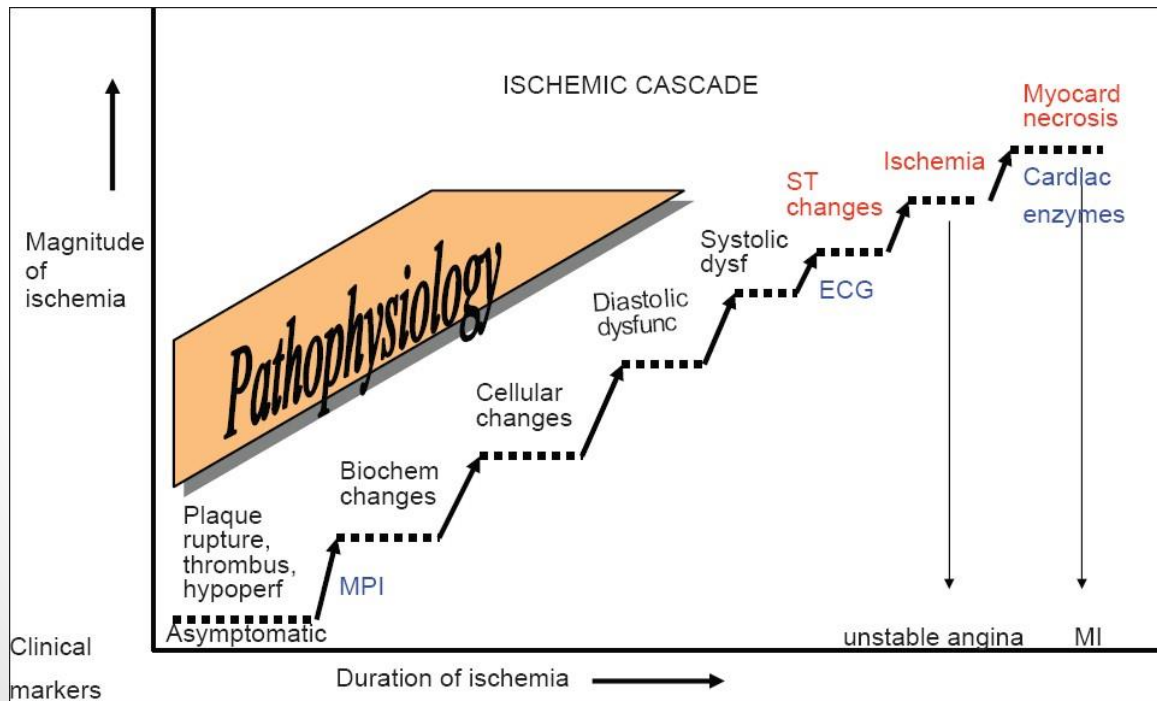 ISCHEMIC CASCADE
Myocard
necrosis
Ischemia
Cardiac
enzymes
ST
changes
Magnitude
of
ischemia
Systolic
dysf
ECG
Diastolic
dysfunc
Pathophysiology
Cellular
changes
Biochem
changes
Plaque
rupture,
thrombus,
hypoperf
MPI
Asymptomatic
unstable angina
MI
Clinical
markers
Duration of ischemia